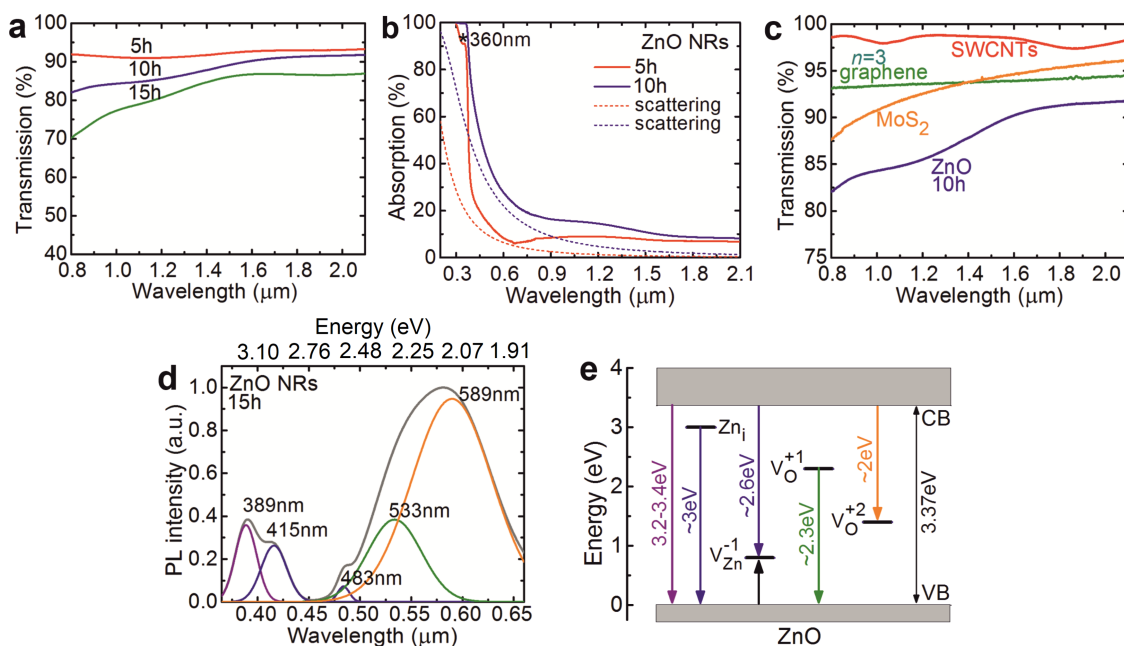 a
Transmission (%)
100
90
80
70
60
50
40
5h
10h
15h
0.8 1.0 1.2 1.4 1.6 1.8 2.0
Wavelength (μm)
b
Absorption (%)
100
80
60
40
20
0
*360nm
ZnO NRs
5h
10h
scattering
scattering
0.3 0.6 0.9 1.2 1.5 1.8 2.1
Wavelength (μm)
c
Transmission (%)
100
95
90
85
80
75
SWCNTs
n=3
graphene
MoS2
ZnO
10h
0.8 1.0 1.2 1.4 1.6 1.8 2.0
Wavelength (μm)
Energy (eV)
3.10 2.76 2.48 2.25 2.07 1.91
d
PL intensity (a.u.)
1.0
0.8
0.6
0.4
0.2
0.0
ZnO NRs
15h
389nm
415nm
483nm
533nm
589nm
0.40 0.45 0.50 0.55 0.60 0.65
Wavelength (μm)
e
Energy (eV)
4
3
2
1
0
3.2-3.4eV
Zni
~3eV
~2.6eV
VZn-1
VO+1
~2.3eV
~2eV
VO+2
3.37eV
CB
VB
ZnO